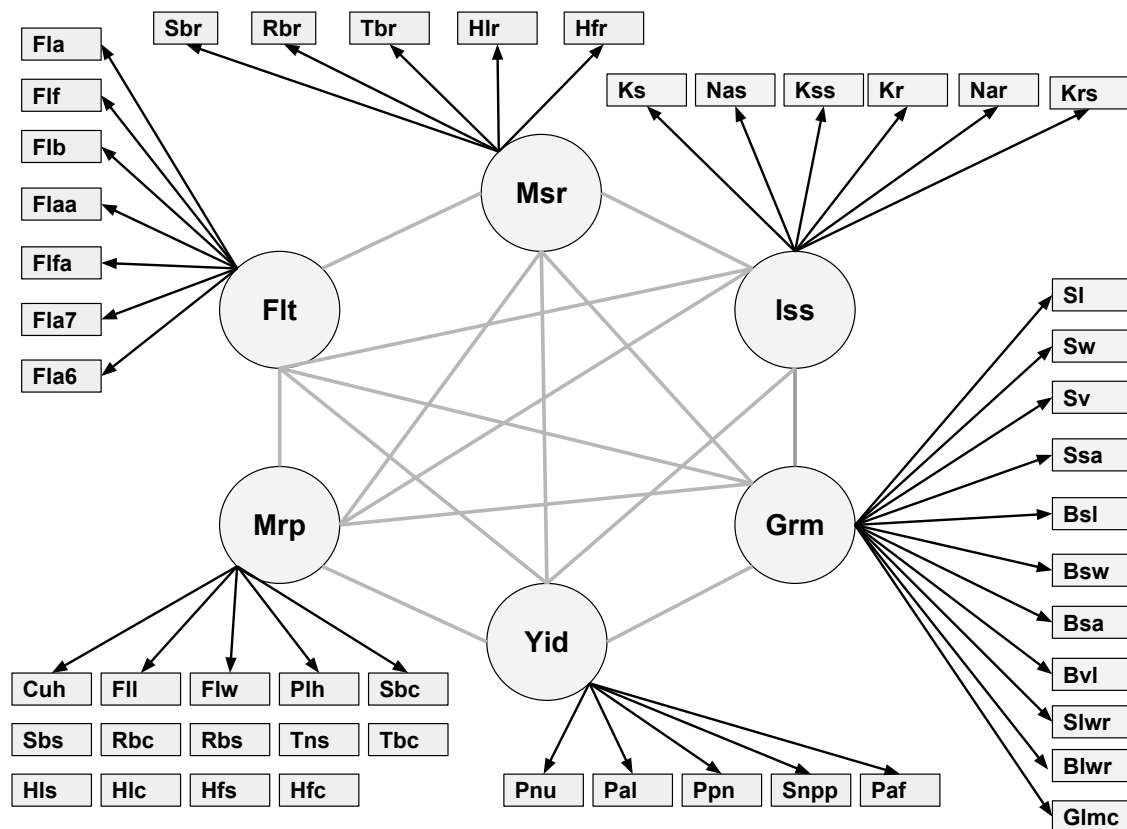 Sbr
Rbr
Tbr
Hlr
Hfr
Fla
Flf
Flb
Flaa
Flfa
Fla7
Fla6
Ks
Nas
Kss
Kr
Nar
Krs
Msr
Flt
Iss
Mrp
Grm
Yid
Sl
Sw
Sv
Ssa
Bsl
Bsw
Bsa
Bvl
Slwr
Blwr
Glmc
Cuh
Fll
Flw
Plh
Sbc
Sbs
Rbc
Rbs
Tns
Tbc
Hls
Hlc
Hfs
Hfc
Pnu
Pal
Ppn
Snpp
Paf